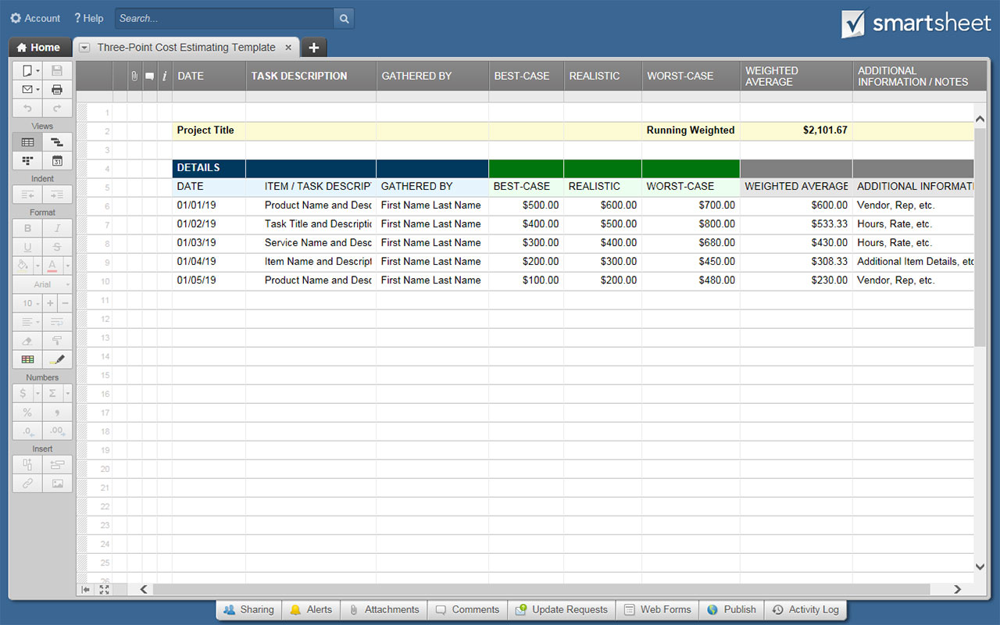 Account ? Help Search...
smartsheet
Home Three-Point Cost Estimating Template × +
i DATE TASK DESCRIPTION GATHERED BY BEST-CASE REALISTIC WORST-CASE WEIGHTED AVERAGE ADDITIONAL INFORMATION / NOTES
1
2 Project Title Running Weighted $2,101.67
3
4 DETAILS
5 DATE ITEM / TASK DESCRIP GATHERED BY BEST-CASE REALISTIC WORST-CASE WEIGHTED AVERAGE ADDITIONAL INFORMATI
6 01/01/19 Product Name and Desc First Name Last Name $500.00 $600.00 $700.00 $600.00 Vendor, Rep, etc.
7 01/02/19 Task Title and Descriptic First Name Last Name $400.00 $500.00 $800.00 $533.33 Hours, Rate, etc.
8 01/03/19 Service Name and Desc First Name Last Name $300.00 $400.00 $680.00 $430.00 Hours, Rate, etc.
9 01/04/19 Item Name and Descript First Name Last Name $200.00 $300.00 $450.00 $308.33 Additional Item Details, etc
10 01/05/19 Product Name and Desc First Name Last Name $100.00 $200.00 $480.00 $230.00 Vendor, Rep, etc.
11
12
13
14
15
16
17
18
19
20
21
22
23
24
25
26
Views
31
Indent
Format
B I
U S
A
Arial
10 + −
Numbers
$ Σ
% ,
.0 .00
Insert
Sharing Alerts Attachments Comments Update Requests Web Forms Publish Activity Log